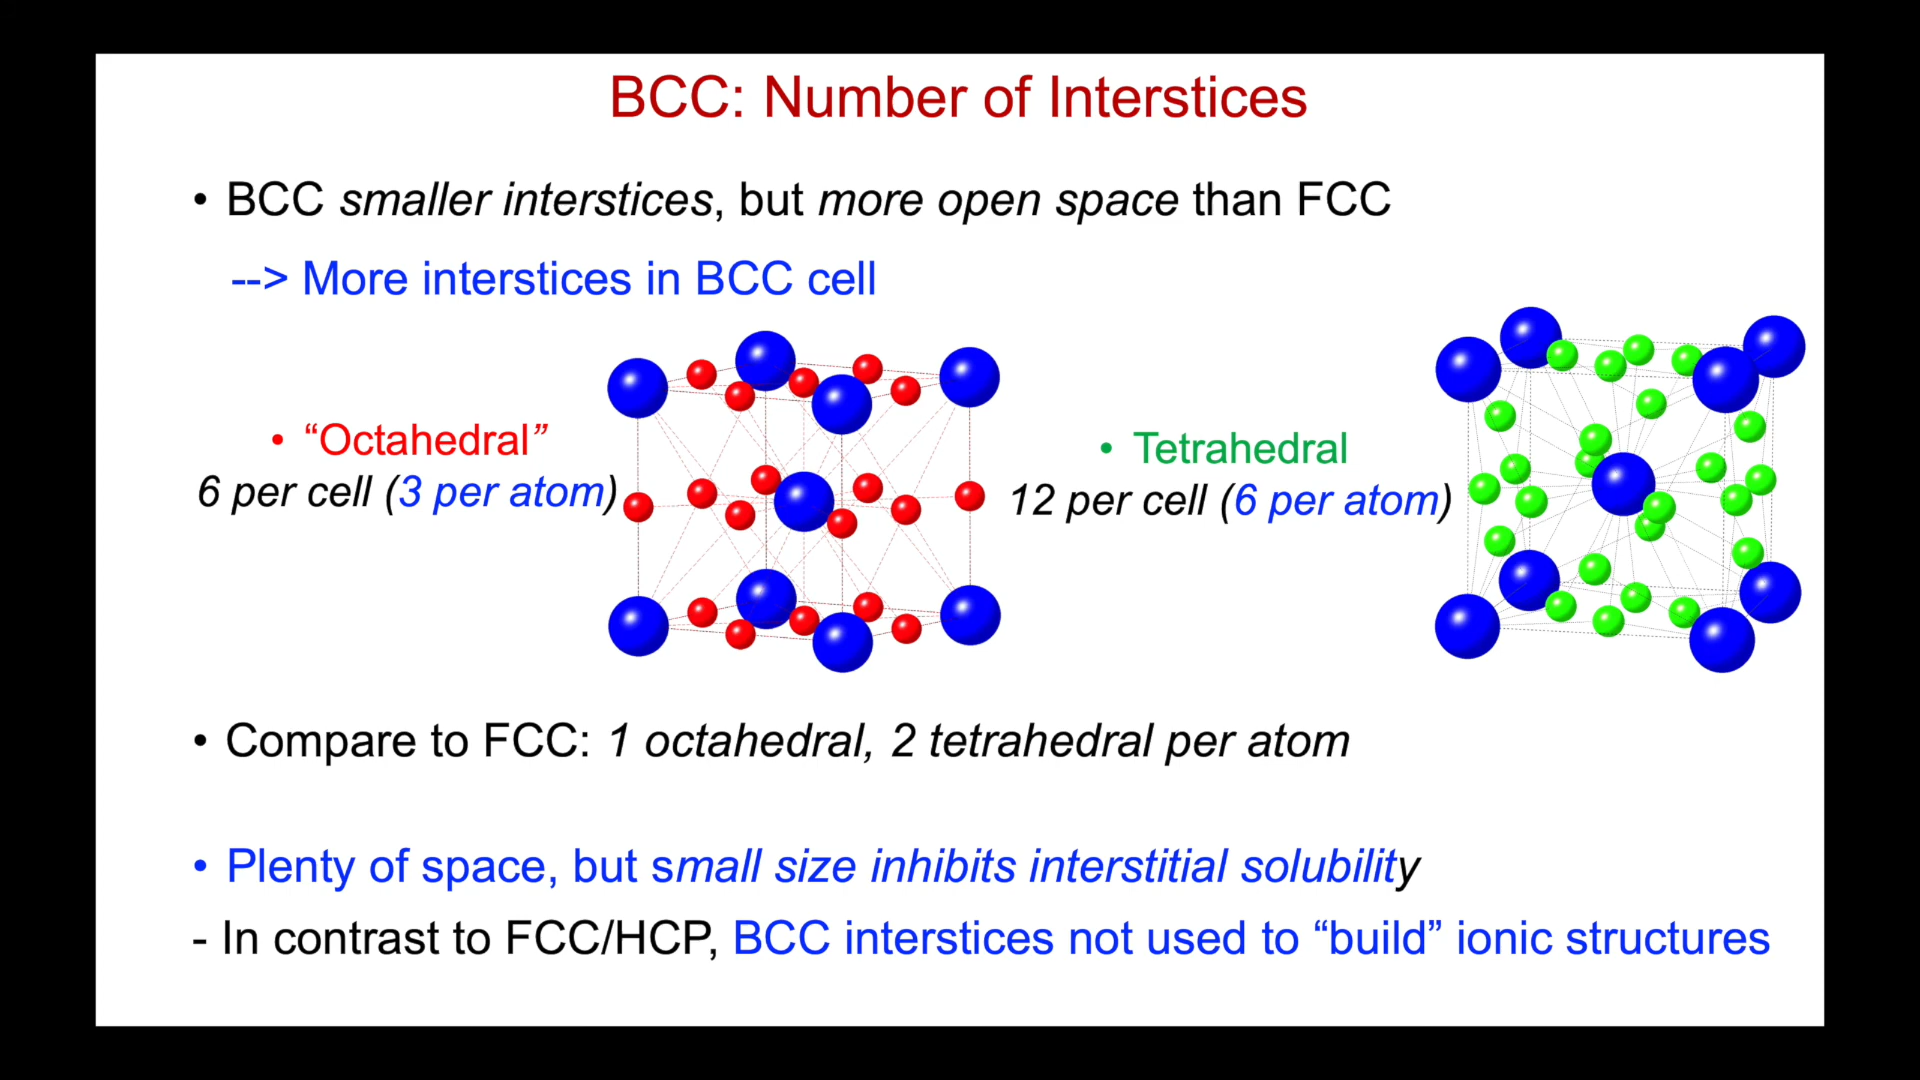 BCC: Number of Interstices
• BCC smaller interstices, but more open space than FCC
--> More interstices in BCC cell
• “Octahedral”
6 per cell (3 per atom)
• Tetrahedral
12 per cell (6 per atom)
• Compare to FCC: 1 octahedral, 2 tetrahedral per atom
• Plenty of space, but small size inhibits interstitial solubility
- In contrast to FCC/HCP, BCC interstices not used to “build” ionic structures